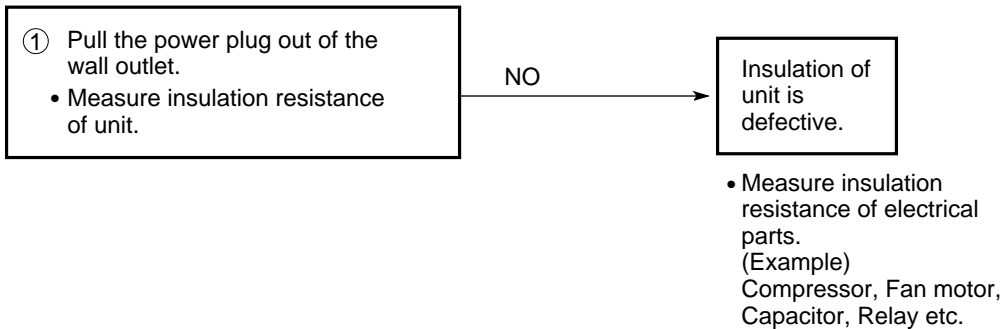 ① Pull the power plug out of the
wall outlet.
• Measure insulation resistance
of unit.
NO
Insulation of
unit is
defective.
• Measure insulation
resistance of electrical
parts.
(Example)
Compressor, Fan motor,
Capacitor, Relay etc.